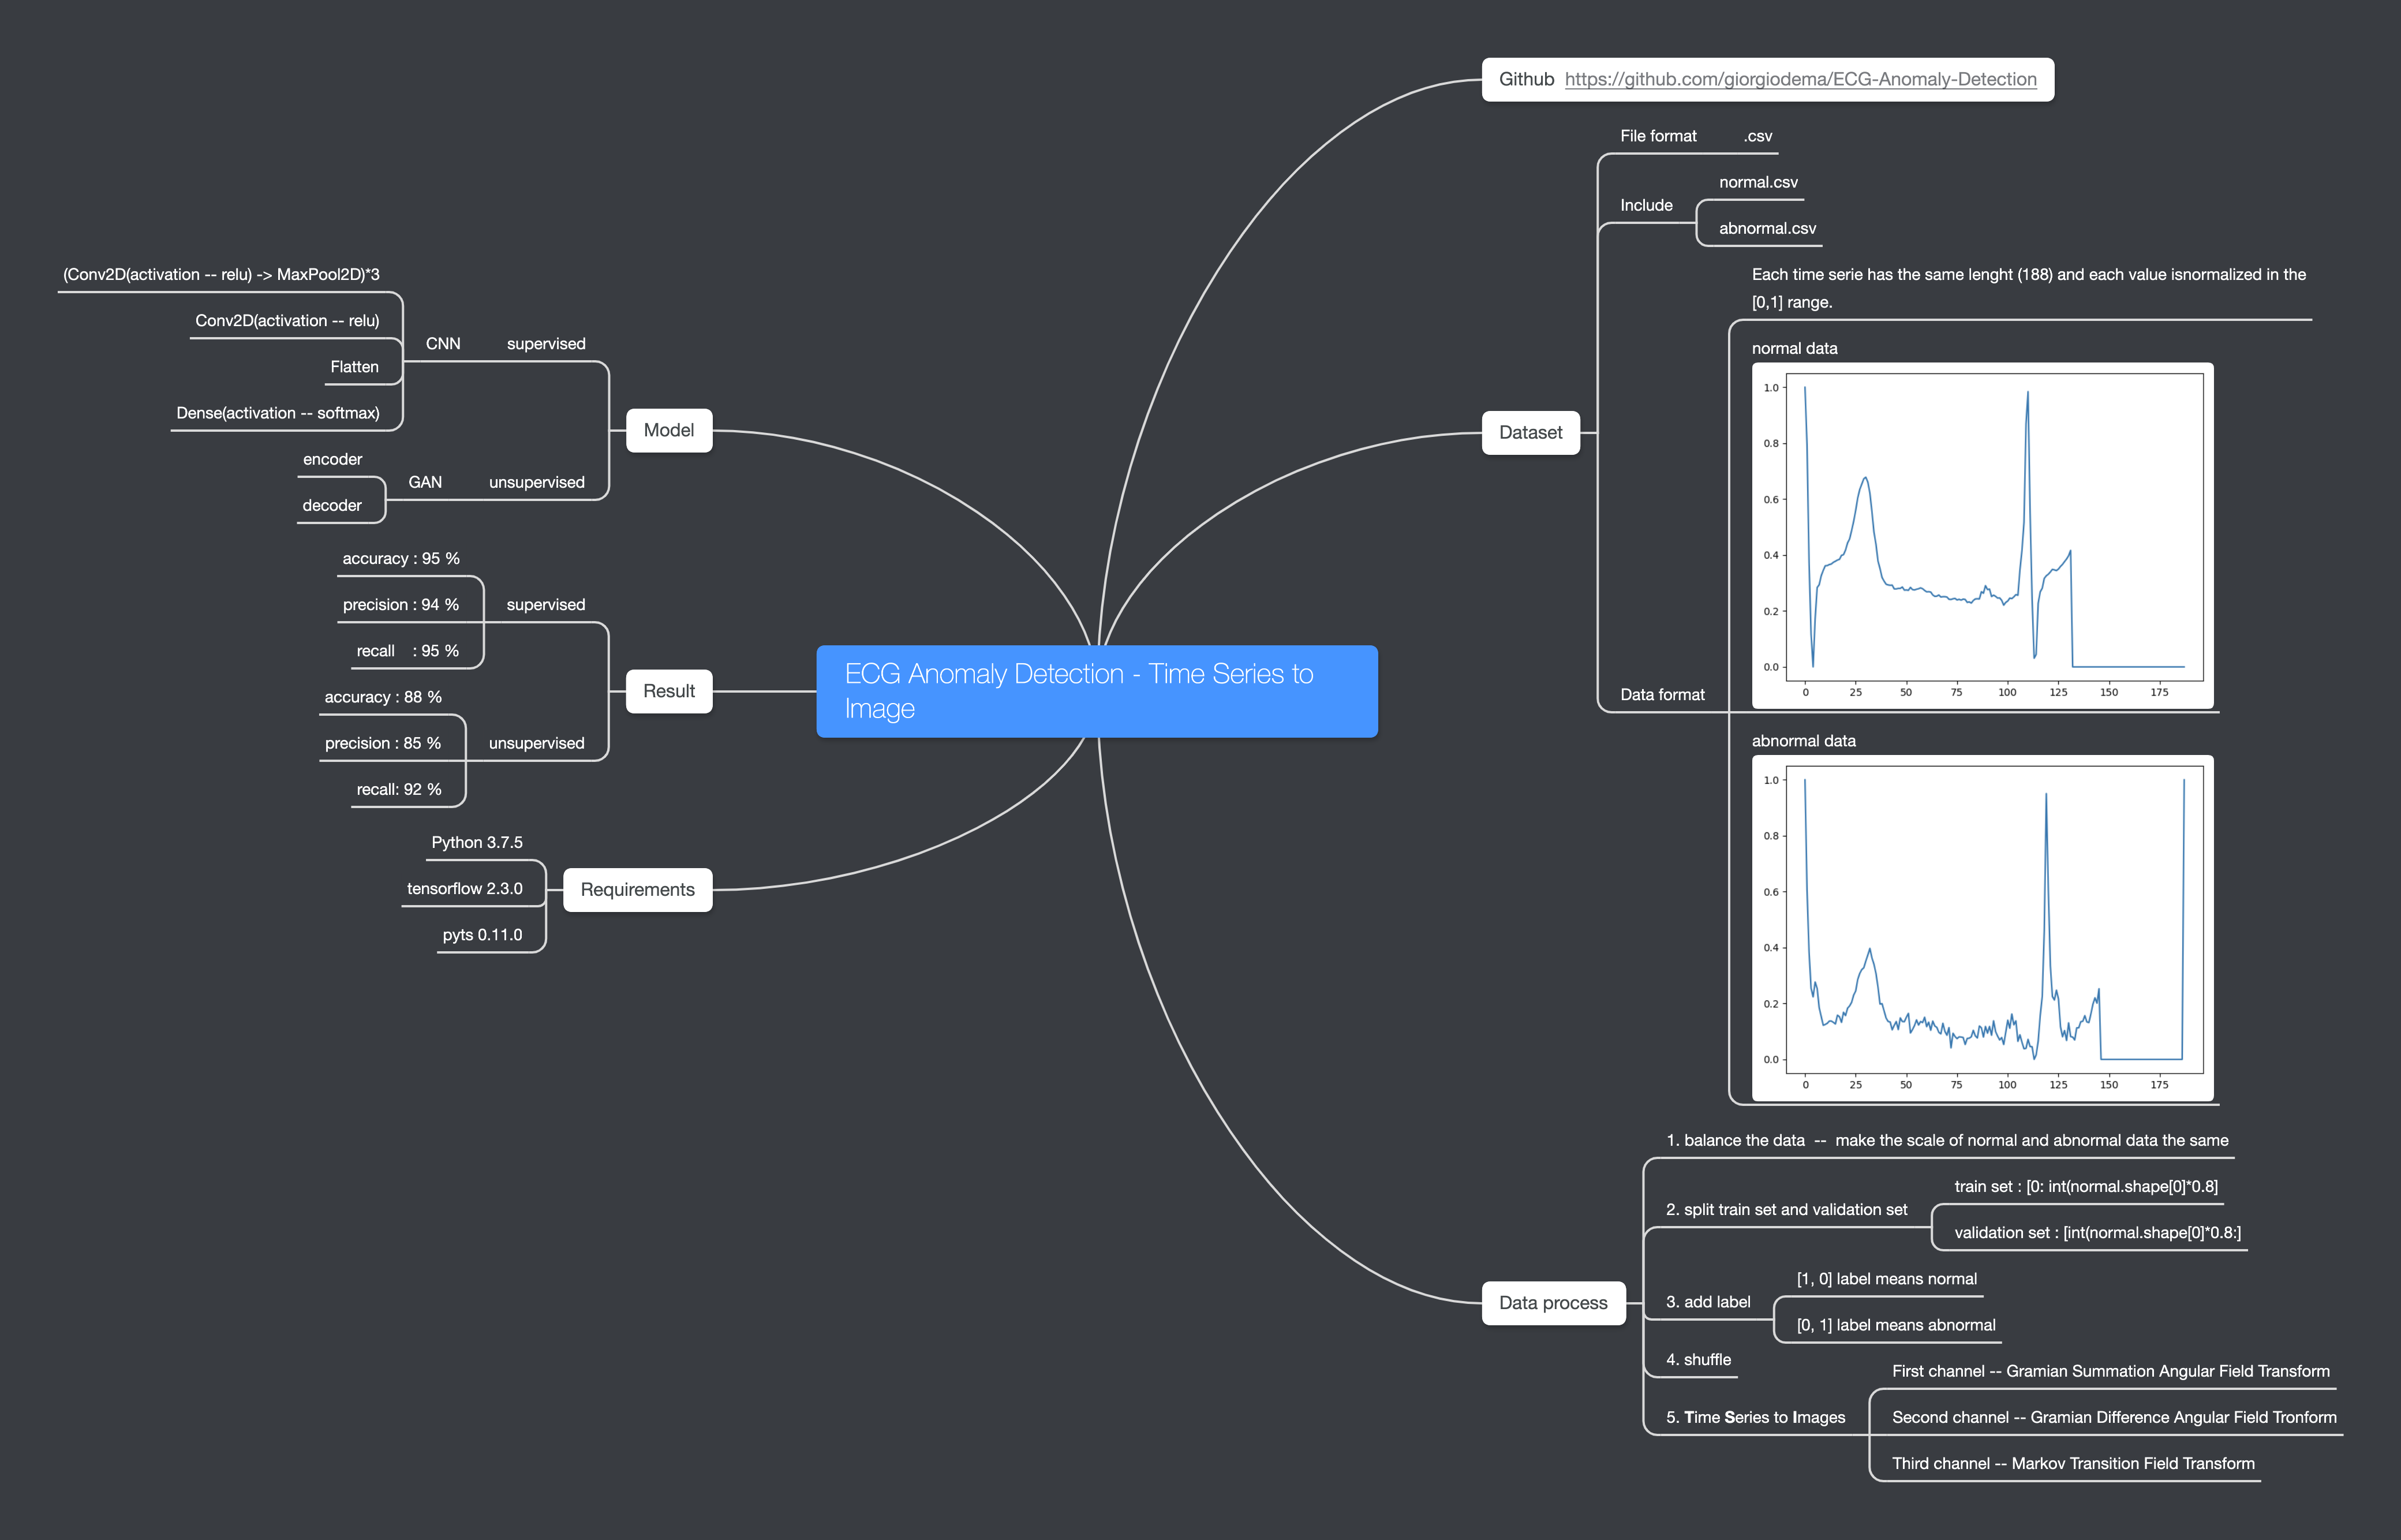 Github https://github.com/giorgiodema/ECG-Anomaly-Detection
File format .csv
Include
normal.csv
abnormal.csv
Dataset
Data format
Each time serie has the same lenght (188) and each value isnormalized in the
[0,1] range.
normal data
1.0
0.8
0.6
0.4
0.2
0.0
0 25 50 75 100 125 150 175
abnormal data
1.0
0.8
0.6
0.4
0.2
0.0
0 25 50 75 100 125 150 175
Data process
1. balance the data -- make the scale of normal and abnormal data the same
2. split train set and validation set
train set : [0: int(normal.shape[0]*0.8]
validation set : [int(normal.shape[0]*0.8:]
3. add label
[1, 0] label means normal
[0, 1] label means abnormal
4. shuffle
5. Time Series to Images
First channel -- Gramian Summation Angular Field Transform
Second channel -- Gramian Difference Angular Field Tronform
Third channel -- Markov Transition Field Transform
ECG Anomaly Detection - Time Series to
Image
Model
supervised
CNN
(Conv2D(activation -- relu) -> MaxPool2D)*3
Conv2D(activation -- relu)
Flatten
Dense(activation -- softmax)
unsupervised
GAN
encoder
decoder
Result
supervised
accuracy : 95 %
precision : 94 %
recall : 95 %
unsupervised
accuracy : 88 %
precision : 85 %
recall: 92 %
Requirements
Python 3.7.5
tensorflow 2.3.0
pyts 0.11.0